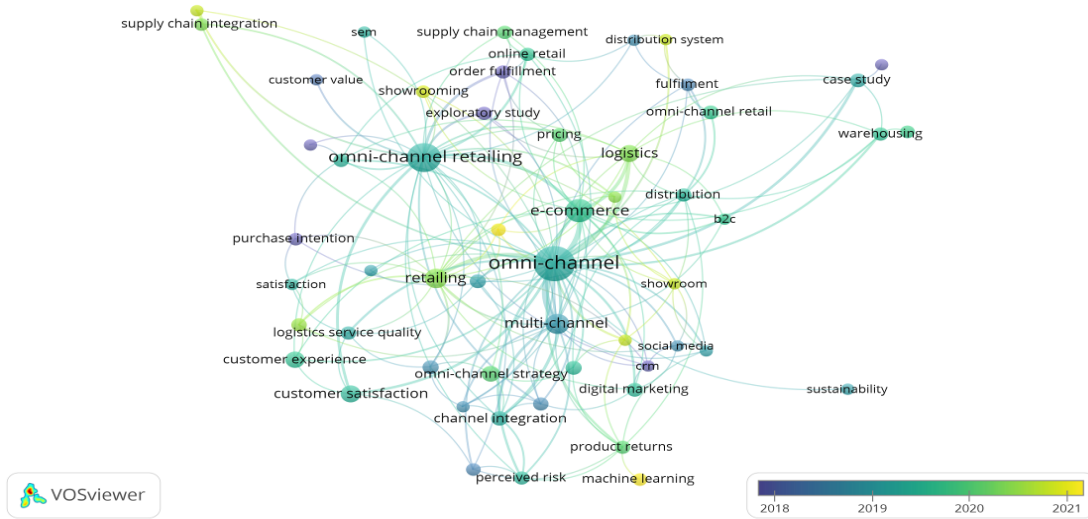 supply chain integration
sem
supply chain management
distribution system
online retail
order fulfillment
customer value
showrooming
fulfilment
case study
exploratory study
omni-channel retail
pricing
warehousing
omni-channel retailing
logistics
distribution
e-commerce
b2c
purchase intention
omni-channel
satisfaction
retailing
showroom
multi-channel
logistics service quality
social media
customer experience
crm
omni-channel strategy
customer satisfaction
digital marketing
sustainability
channel integration
product returns
perceived risk
machine learning
VOSviewer
2018 2019 2020 2021